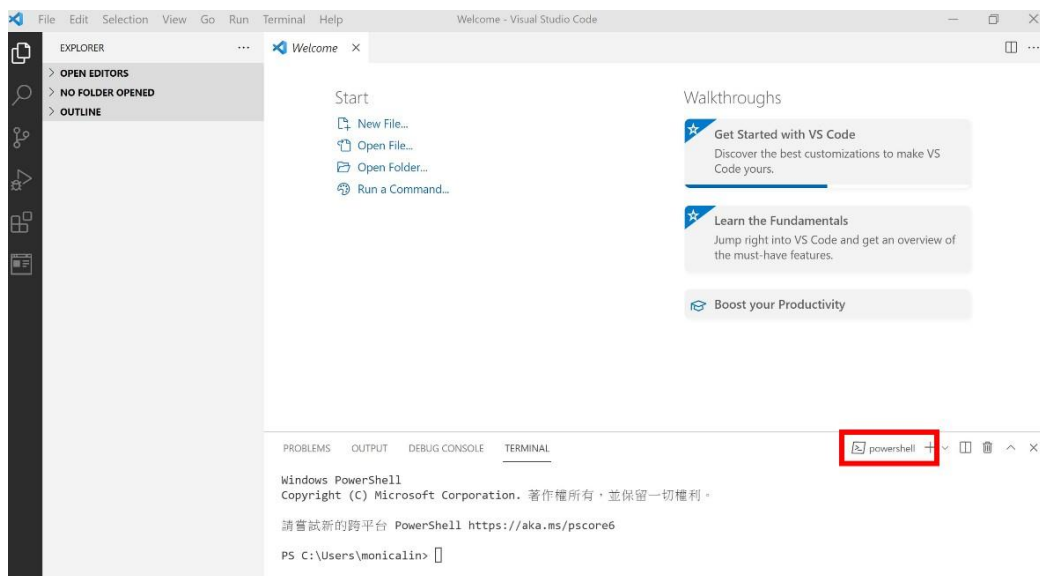 File Edit Selection View Go Run Terminal Help
Welcome - Visual Studio Code
EXPLORER
Welcome
OPEN EDITORS
NO FOLDER OPENED
OUTLINE
Start
New File...
Open File...
Open Folder...
Run a Command...
Walkthroughs
Get Started with VS Code
Discover the best customizations to make VS
Code yours.
Learn the Fundamentals
Jump right into VS Code and get an overview of
the must-have features.
Boost your Productivity
PROBLEMS OUTPUT DEBUG CONSOLE TERMINAL
powershell
Windows PowerShell
Copyright (C) Microsoft Corporation. 著作權所有，並保留一切權利。
請嘗試新的跨平台 PowerShell https://aka.ms/pscore6
PS C:\Users\monicalin>